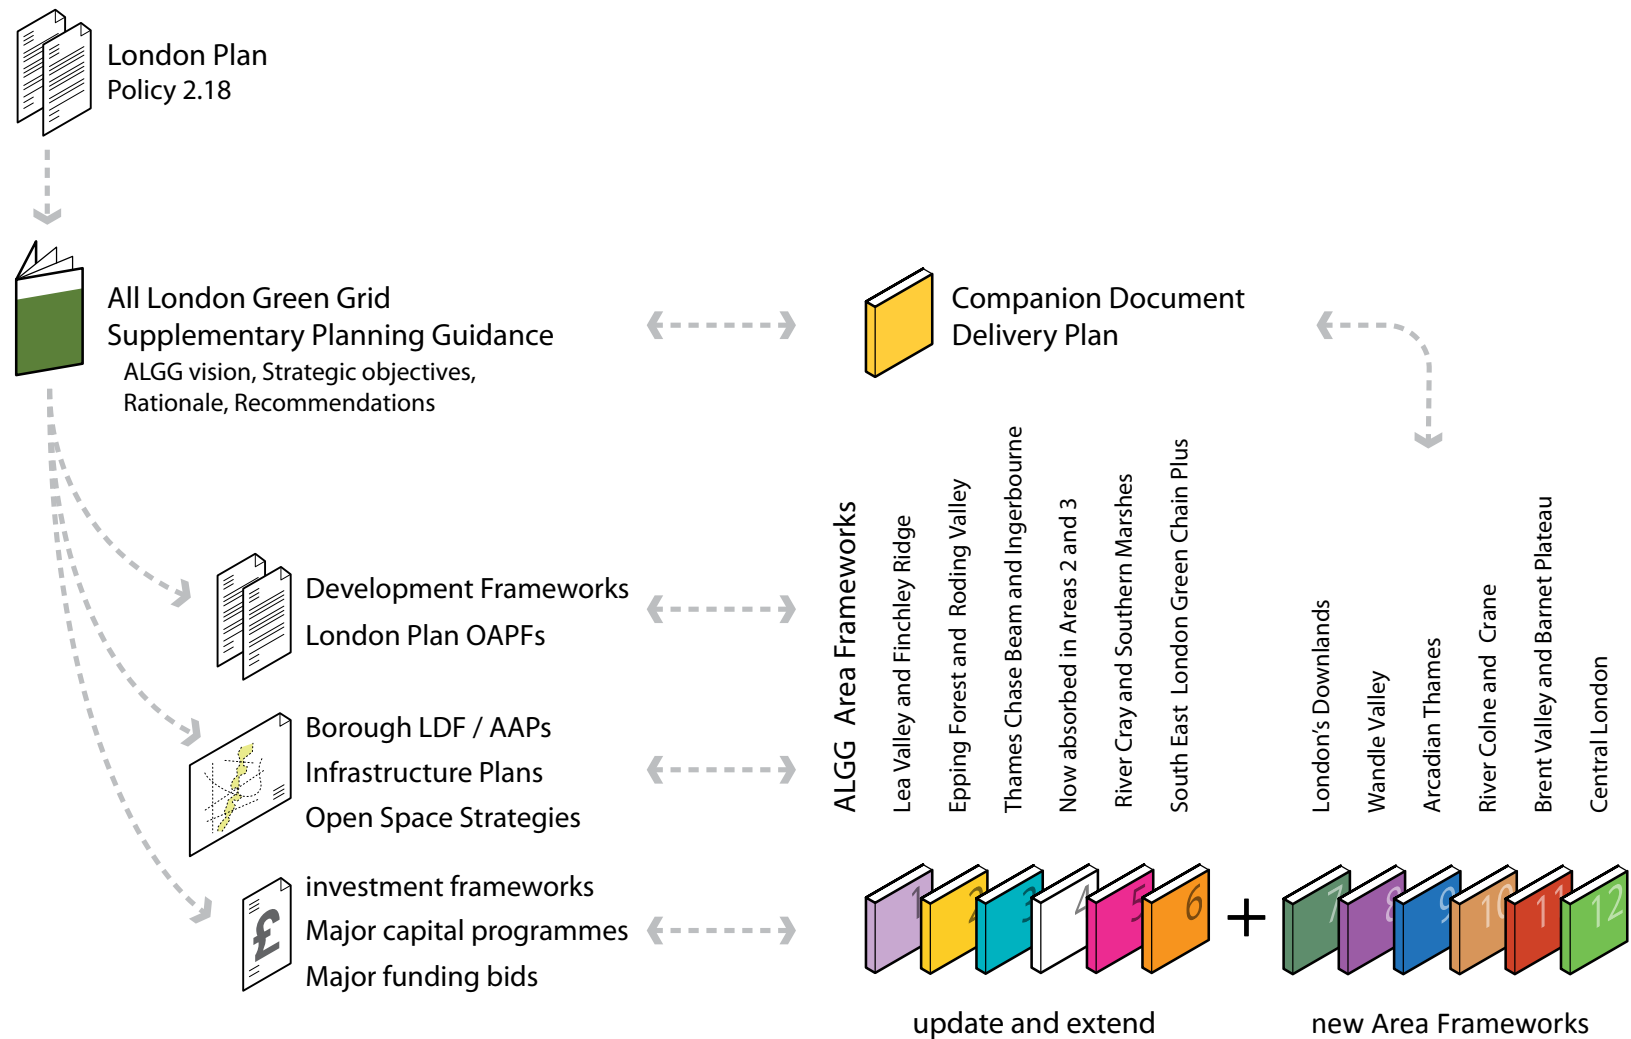 London Plan
Policy 2.18
All London Green Grid
Supplementary Planning Guidance
ALGG vision, Strategic objectives,
Rationale, Recommendations
Companion Document
Delivery Plan
Development Frameworks
London Plan OAPFs
Borough LDF / AAPs
Infrastructure Plans
Open Space Strategies
£
investment frameworks
Major capital programmes
Major funding bids
ALGG Area Frameworks
Lea Valley and Finchley Ridge
Epping Forest and Roding Valley
Thames Chase Beam and Ingerbourne
Now absorbed in Areas 2 and 3
River Cray and Southern Marshes
South East London Green Chain Plus
London's Downlands
Wandle Valley
Arcadian Thames
River Colne and Crane
Brent Valley and Barnet Plateau
Central London
1
2
3
4
5
6
+
7
8
9
10
11
12
update and extend
new Area Frameworks